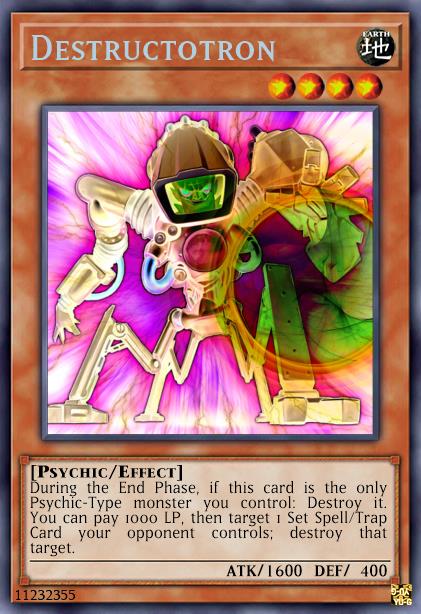 DESTRUCTOTRON
EARTH
地
[PSYCHIC/EFFECT]
During the End Phase, if this card is the only
Psychic-Type monster you control: Destroy it.
You can pay 1000 LP, then target 1 Set Spell/Trap
Card your opponent controls; destroy that
target.
ATK/1600 DEF/ 400
11232355